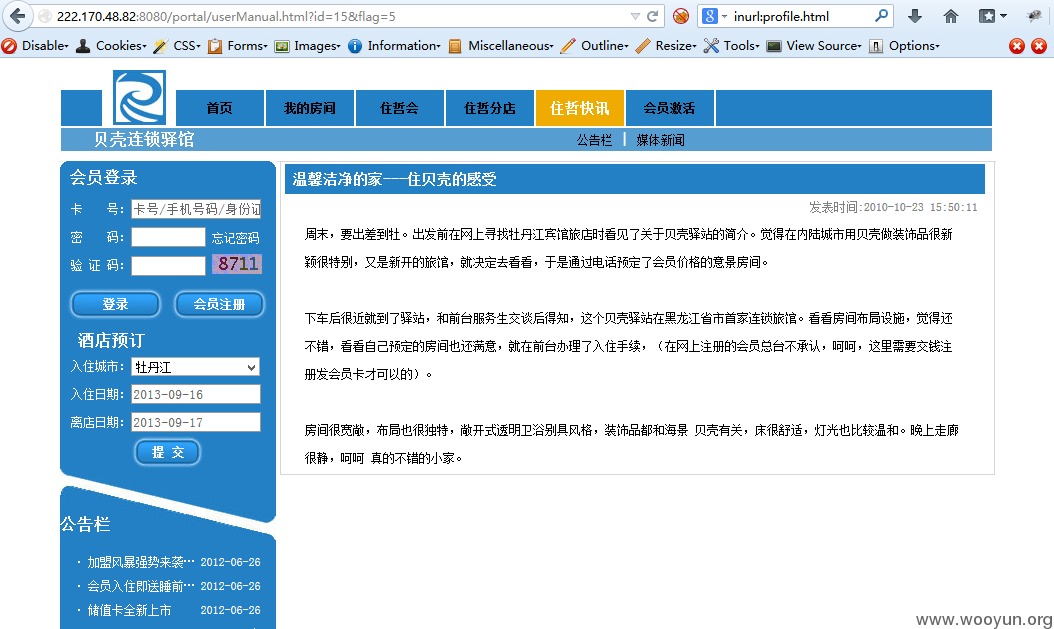 222.170.48.82:8080/portal/userManual.html?id=15&flag=5
inurl:profile.html
Disable Cookies CSS Forms Images Information Miscellaneous Outline Resize Tools View Source Options
首页 我的房间 住哲会 住哲分店 住哲快讯 会员激活
贝壳连锁驿馆 公告栏 媒体新闻
会员登录
卡 号: 卡号/手机号码/身份证
密 码: 忘记密码
验 证 码: 8711
登录 会员注册
酒店预订
入住城市: 牡丹江
入住日期: 2013-09-16
离店日期: 2013-09-17
提 交
公告栏
· 加盟风暴强势来袭… 2012-06-26
· 会员入住即送睡前… 2012-06-26
· 储值卡全新上市 2012-06-26
温馨洁净的家---住贝壳的感受
发表时间:2010-10-23 15:50:11
周末，要出差到牡。出发前在网上寻找牡丹江宾馆旅店时看见了关于贝壳驿站的简介。觉得在内陆城市用贝壳做装饰品很新
颖很特别，又是新开的旅馆，就决定去看看，于是通过电话预定了会员价格的意景房间。
下车后很近就到了驿站，和前台服务生交谈后得知，这个贝壳驿站在黑龙江省市首家连锁旅馆。看看房间布局设施，觉得还
不错，看看自己预定的房间也还满意，就在前台办理了入住手续，（在网上注册的会员总台不承认，呵呵，这里需要交钱注
册发会员卡才可以的）。
房间很宽敞，布局也很独特，敞开式透明卫浴别具风格，装饰品都和海景 贝壳有关，床很舒适，灯光也比较温和。晚上走廊
很静，呵呵 真的不错的小家。
www.wooyun.org